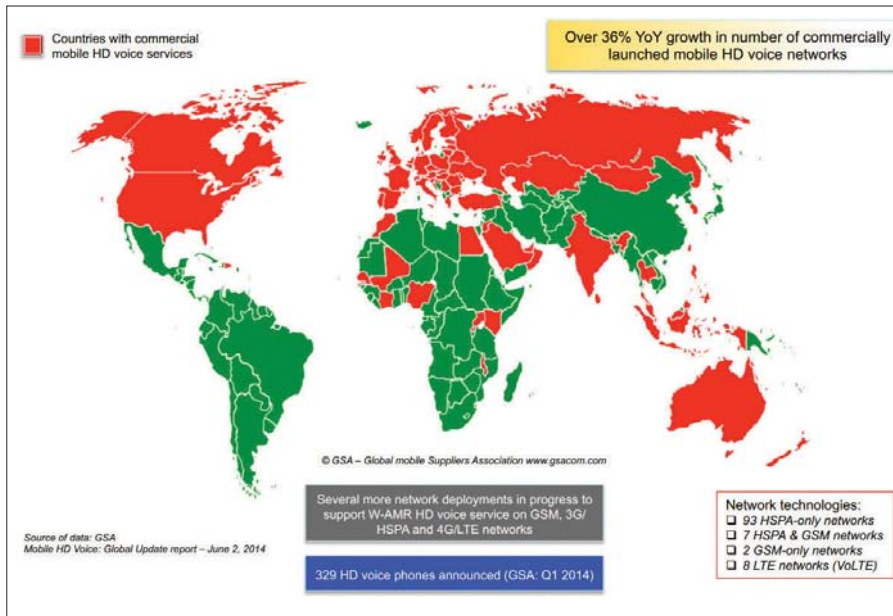 Countries with commercial
mobile HD voice services
Over 36% YoY growth in number of commercially
launched mobile HD voice networks
© GSA – Global mobile Suppliers Association www.gsacom.com
Several more network deployments in progress to
support W-AMR HD voice service on GSM, 3G/
HSPA and 4G/LTE networks
Source of data: GSA
Mobile HD Voice: Global Update report – June 2, 2014
329 HD voice phones announced (GSA: Q1 2014)
Network technologies:
❑ 93 HSPA-only networks
❑ 7 HSPA & GSM networks
❑ 2 GSM-only networks
❑ 8 LTE networks (VoLTE)